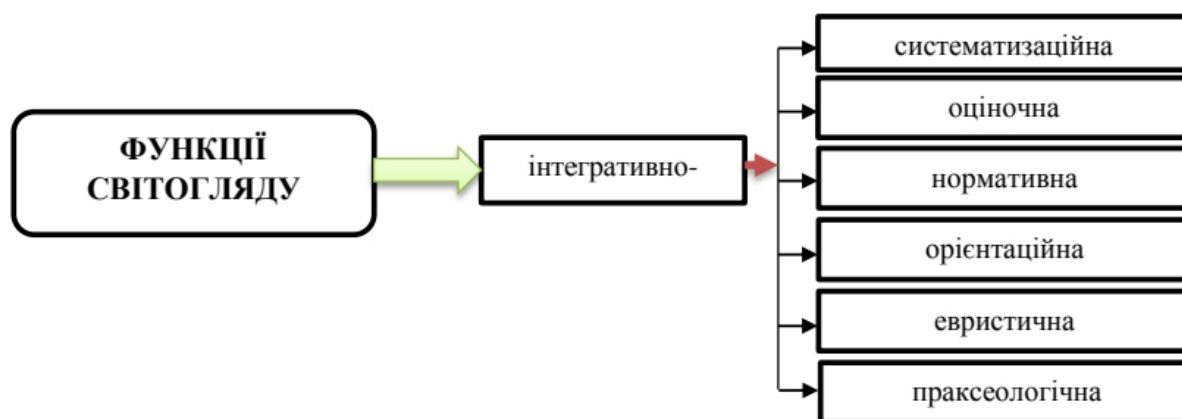 ФУНКЦІЇ
СВІТОГЛЯДУ
інтегративно-
систематизаційна
оціночна
нормативна
орієнтаційна
евристична
праксеологічна